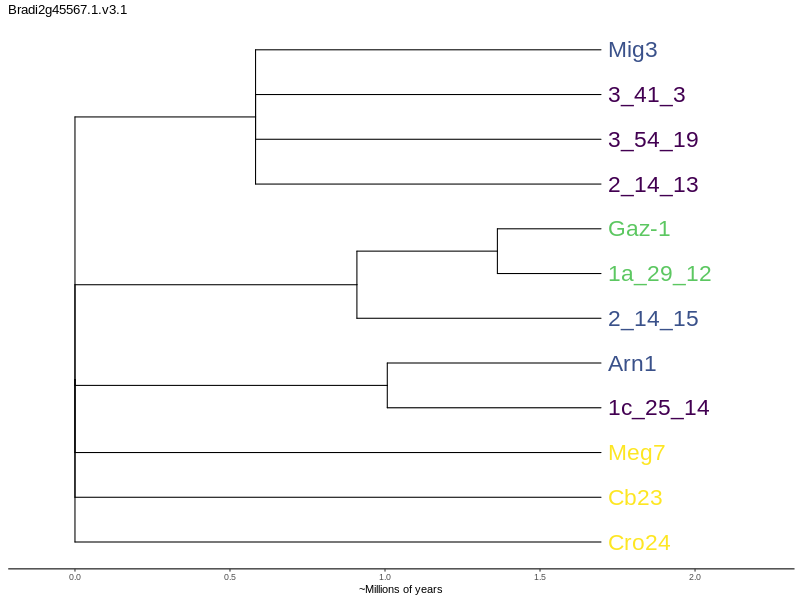 Bradi2g45567.1.v3.1
Mig3
3_41_3
3_54_19
2_14_13
Gaz-1
1a_29_12
2_14_15
Arn1
1c_25_14
Meg7
Cb23
Cro24
0.0 0.5 1.0 1.5 2.0
~Millions of years